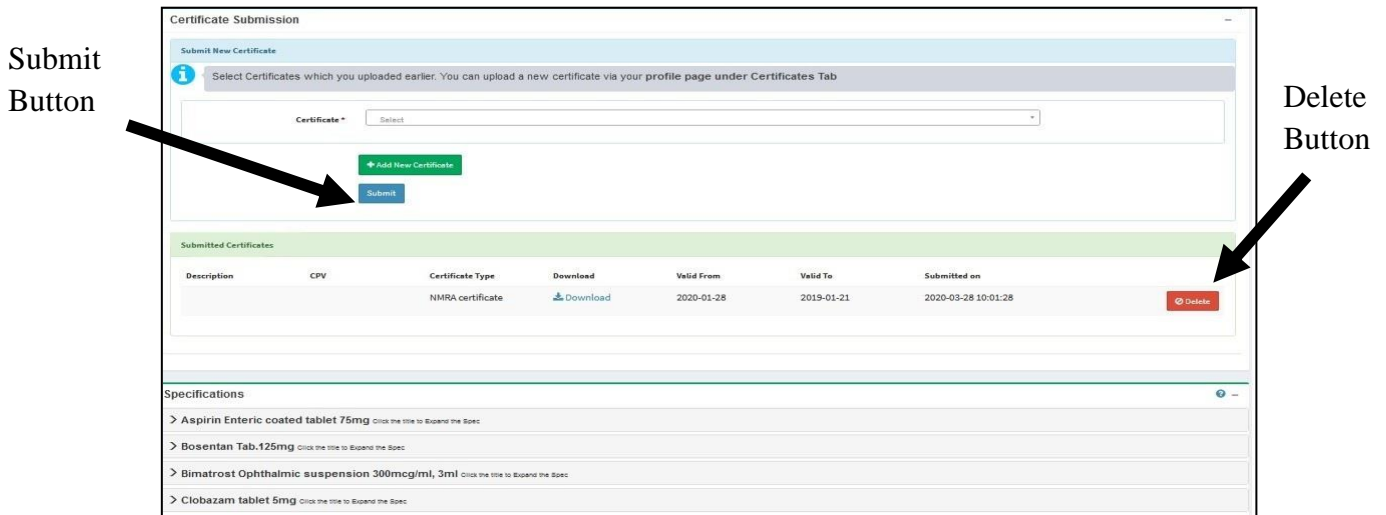 Certificate Submission
Submit
Button
Submit New Certificate
Select Certificates which you uploaded earlier. You can upload a new certificate via your profile page under Certificates Tab
Delete
Button
Certificate *
Select
+ Add New Certificate
Submit
Submitted Certificates
Description CPV Certificate Type Download Valid From Valid To Submitted on
NMRA certificate Download 2020-01-28 2019-01-21 2020-03-28 10:01:28 Delete
Specifications
> Aspirin Enteric coated tablet 75mg Click the title to Expand the Spec
> Bosentan Tab.125mg Click the title to Expand the Spec
> Bimatrost Ophthalmic suspension 300mcg/ml, 3ml Click the title to Expand the Spec
> Clobazam tablet 5mg Click the title to Expand the Spec